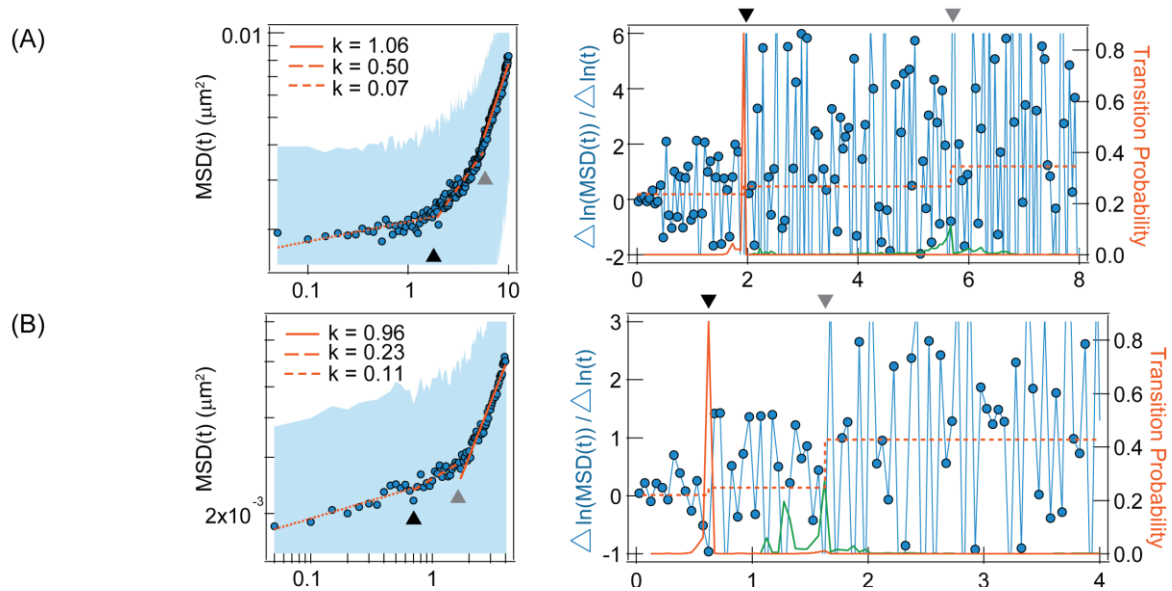 (A)
MSD(t) (μm²)
0.01
k = 1.06
k = 0.50
k = 0.07
0.1
1
10
△ln(MSD(t)) / △ln(t)
6
4
2
0
-2
0
2
4
6
8
0.8
0.6
0.4
0.2
0.0
Transition Probability
(B)
MSD(t) (μm²)
2x10⁻³
k = 0.96
k = 0.23
k = 0.11
0.1
1
△ln(MSD(t)) / △ln(t)
3
2
1
0
-1
0
1
2
3
4
0.8
0.6
0.4
0.2
0.0
Transition Probability